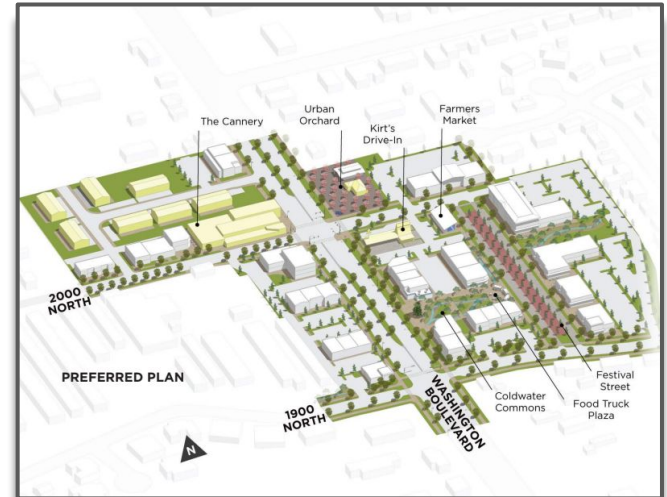 The Cannery
Urban
Orchard
Kirt's
Drive-In
Farmers
Market
2000
NORTH
PREFERRED PLAN
1900
NORTH
WASHINGTON
BOULEVARD
Coldwater
Commons
Food Truck
Plaza
Festival
Street
N